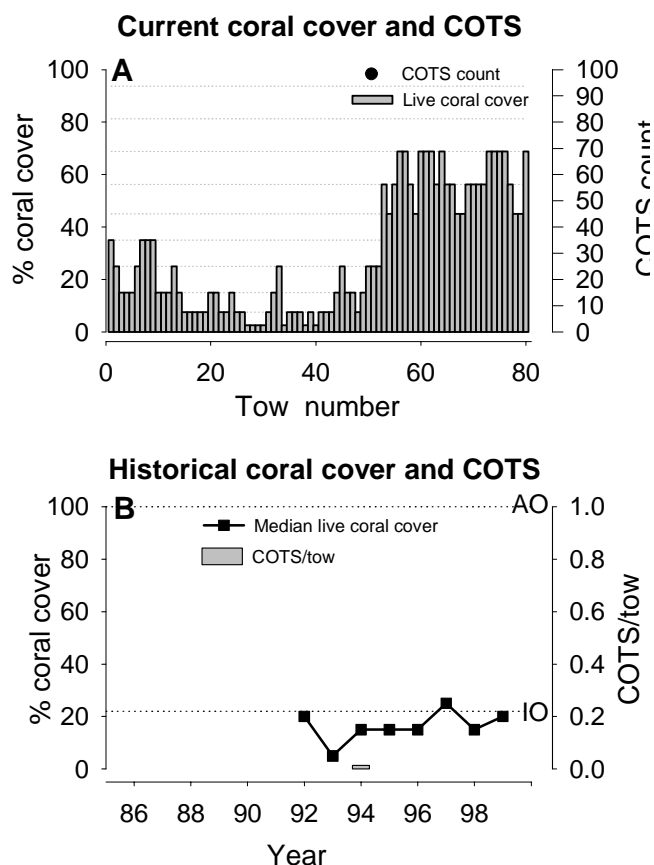 Current coral cover and COTS
A
COTS count
Live coral cover
100
80
60
40
20
0
% coral cover
100
90
80
70
60
50
40
30
20
10
0
COTS count
0 20 40 60 80
Tow number
Historical coral cover and COTS
B
AO
Median live coral cover
COTS/tow
100
80
60
40
20
0
% coral cover
1.0
0.8
0.6
0.4
0.2
0.0
COTS/tow
IO
86 88 90 92 94 96 98
Year